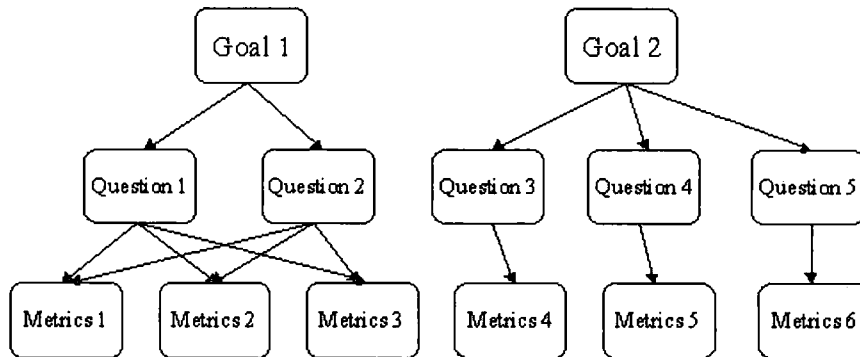 Goal 1
Goal 2
Question 1
Question 2
Question 3
Question 4
Question 5
Metrics 1
Metrics 2
Metrics 3
Metrics 4
Metrics 5
Metrics 6